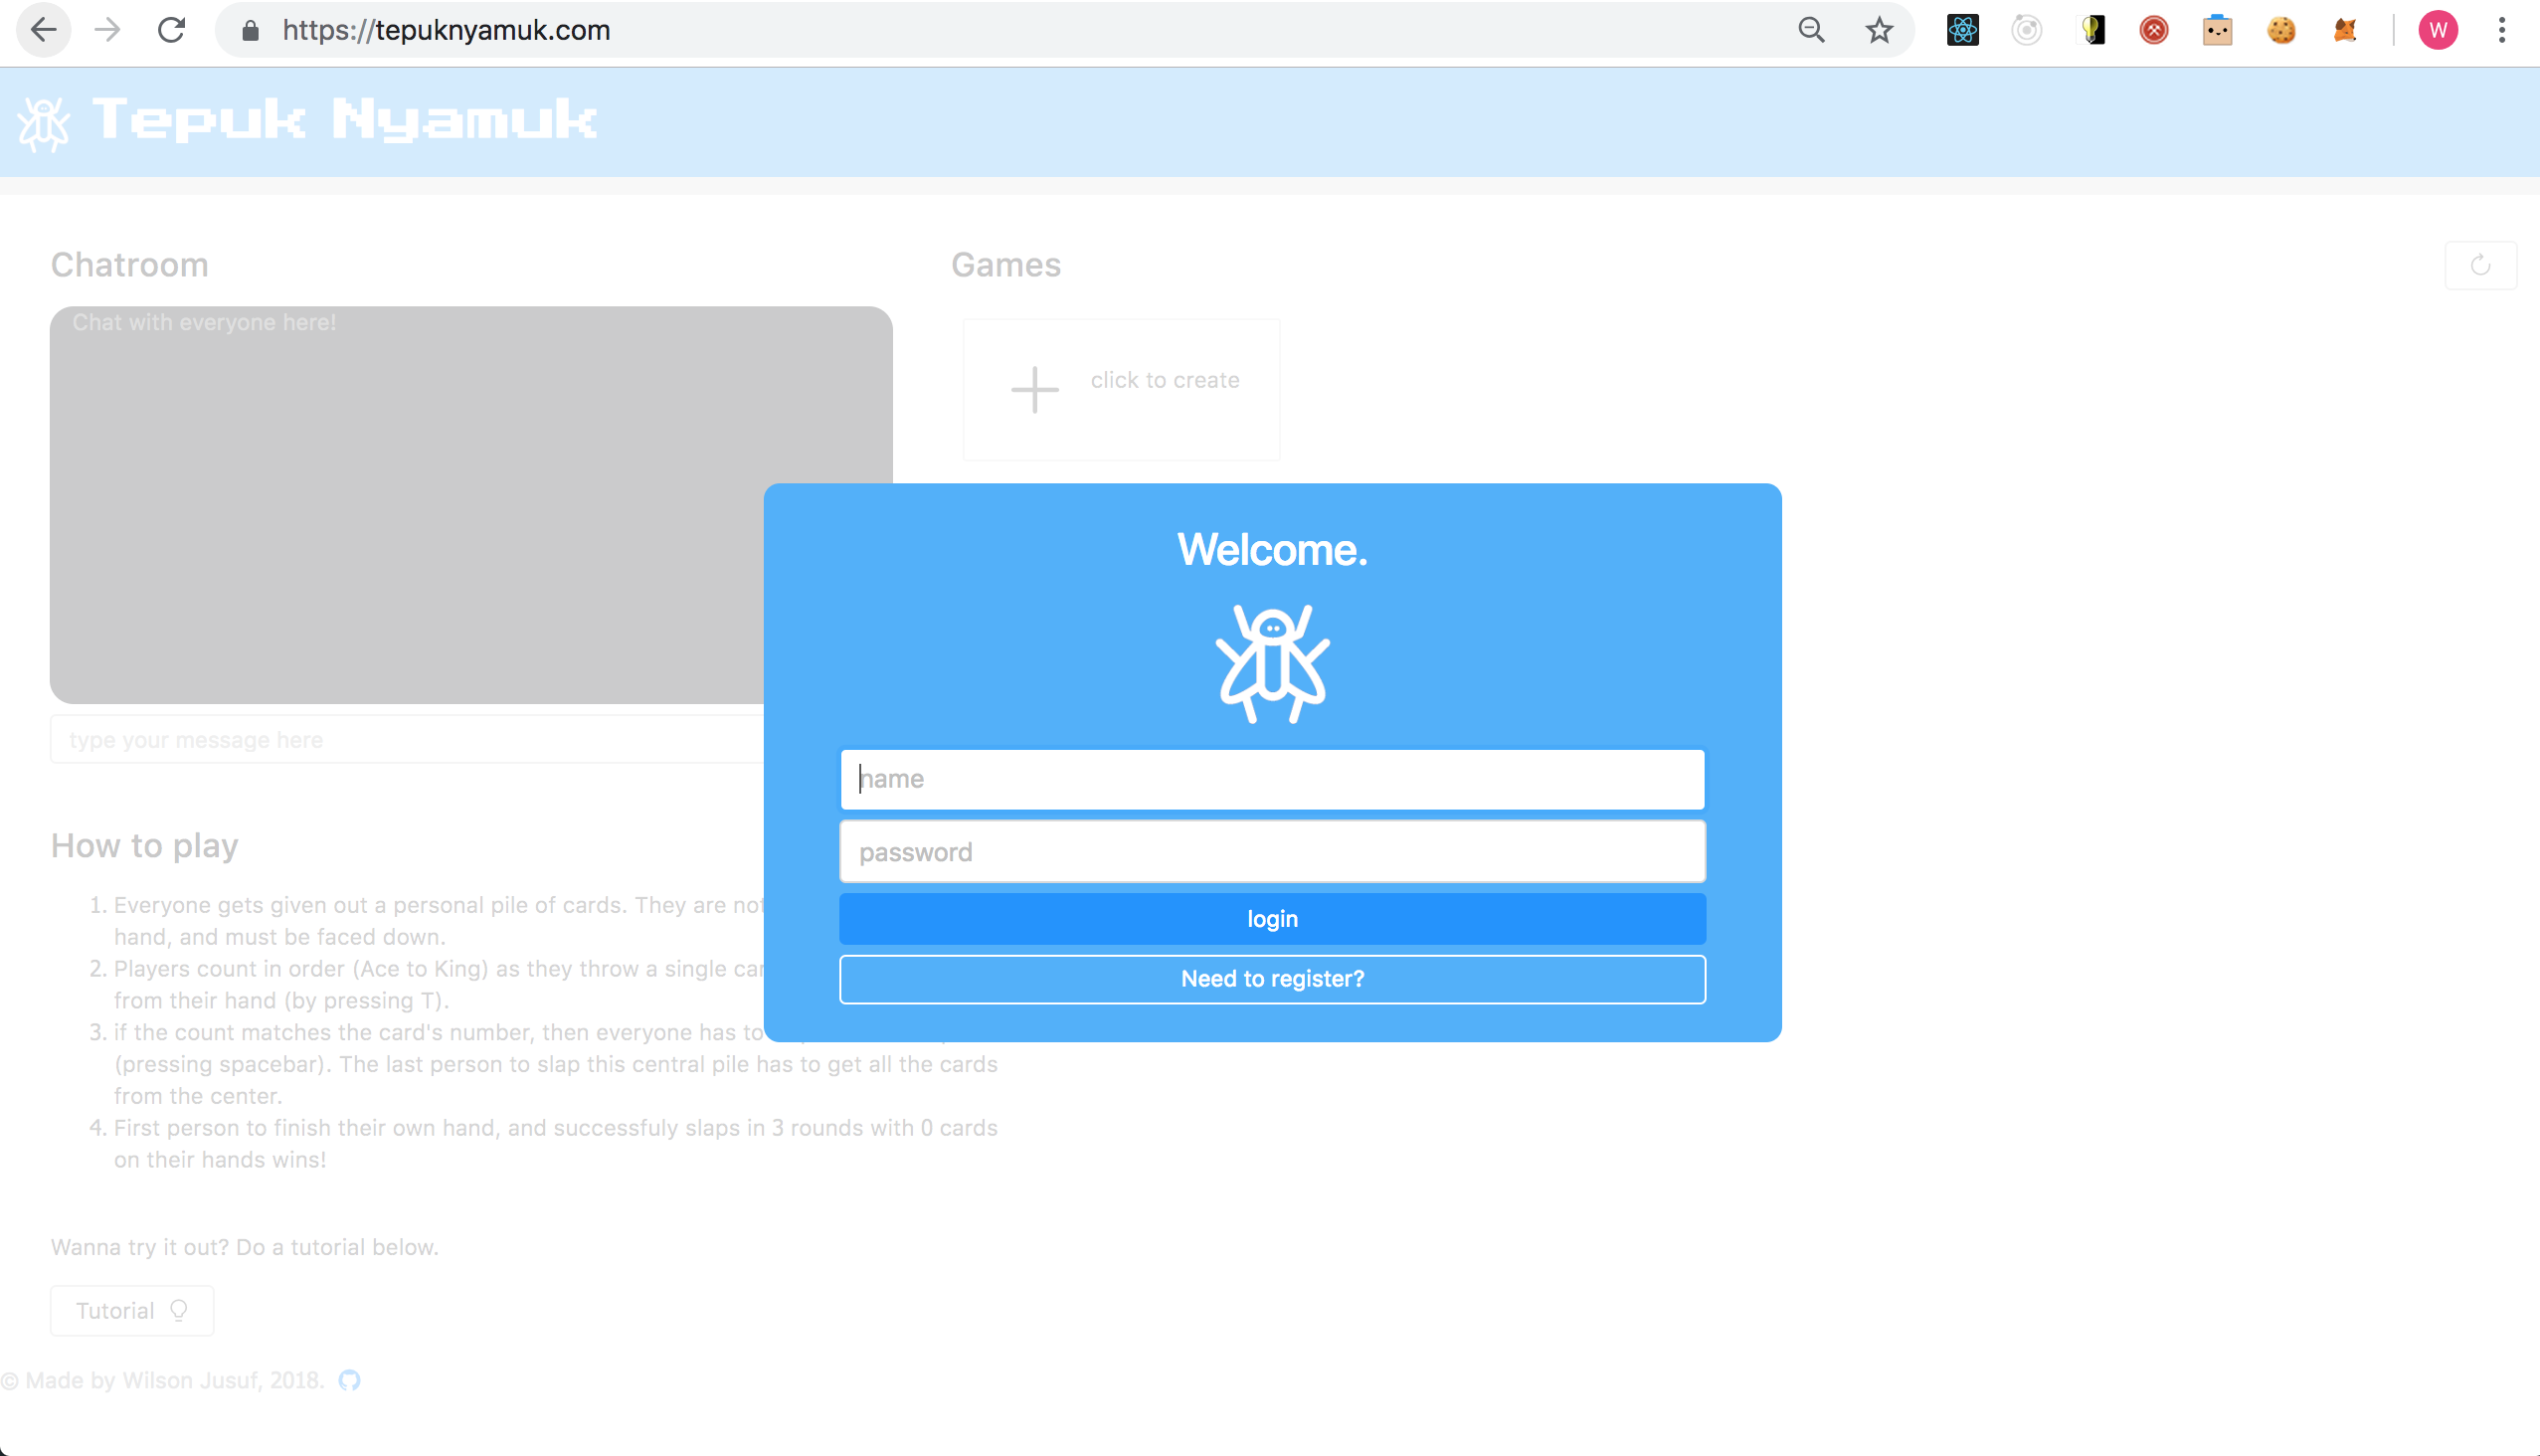 https://tepuknyamuk.com
W
Tepuk Nyamuk
Chatroom
Chat with everyone here!
type your message here
Games
click to create
Welcome.
name
password
login
Need to register?
How to play
1. Everyone gets given out a personal pile of cards. They are not
hand, and must be faced down.
2. Players count in order (Ace to King) as they throw a single
from their hand (by pressing T).
3. if the count matches the card's number, then everyone has to
(pressing spacebar). The last person to slap this central pile has to get all the cards
from the center.
4. First person to finish their own hand, and successfuly slaps in 3 rounds with 0 cards
on their hands wins!
Wanna try it out? Do a tutorial below.
Tutorial
© Made by Wilson Jusuf, 2018.